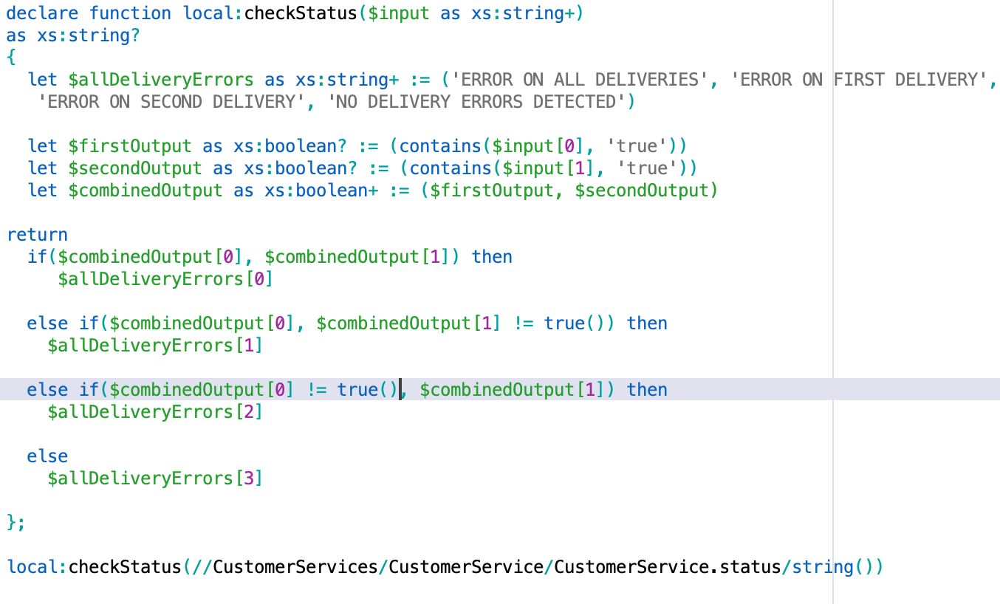 declare function local:checkStatus($input as xs:string+)
as xs:string?
{
let $allDeliveryErrors as xs:string+ := ('ERROR ON ALL DELIVERIES', 'ERROR ON FIRST DELIVERY',
'ERROR ON SECOND DELIVERY', 'NO DELIVERY ERRORS DETECTED')
let $firstOutput as xs:boolean? := (contains($input[0], 'true'))
let $secondOutput as xs:boolean? := (contains($input[1], 'true'))
let $combinedOutput as xs:boolean+ := ($firstOutput, $secondOutput)
return
if($combinedOutput[0], $combinedOutput[1]) then
$allDeliveryErrors[0]
else if($combinedOutput[0], $combinedOutput[1] != true()) then
$allDeliveryErrors[1]
else if($combinedOutput[0] != true(), $combinedOutput[1]) then
$allDeliveryErrors[2]
else
$allDeliveryErrors[3]
};
local:checkStatus(//CustomerServices/CustomerService/CustomerService.status/string())